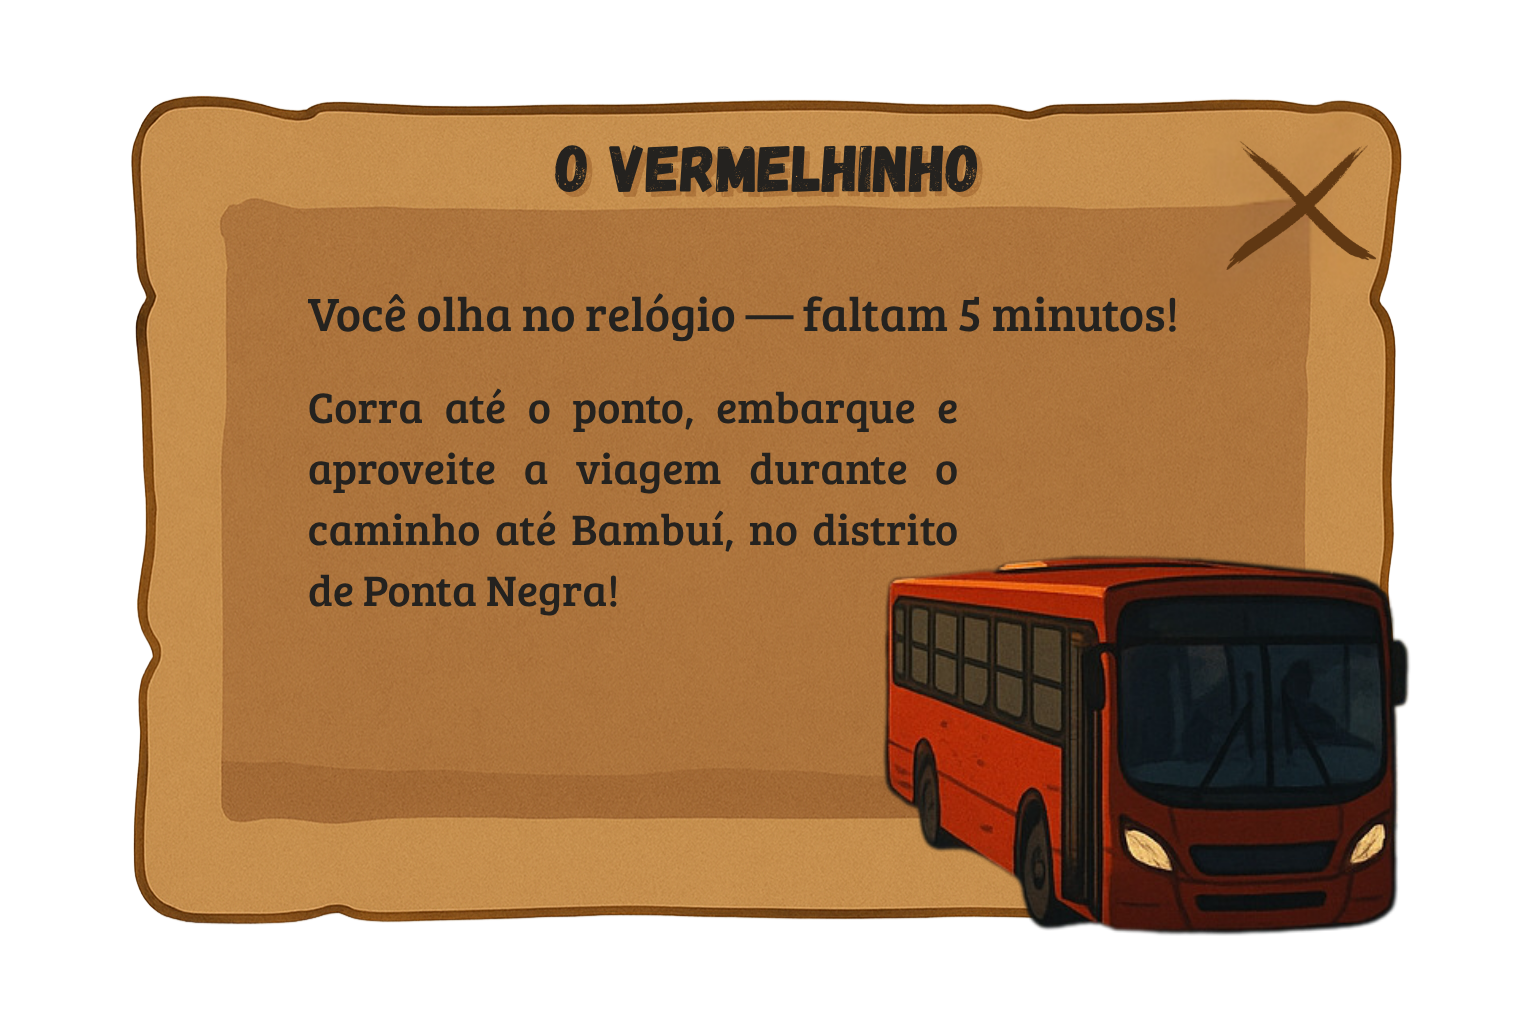 O VERMELHINHO
Você olha no relógio — faltam 5 minutos!
Corra até o ponto, embarque e
aproveite a viagem durante o
caminho até Bambuí, no distrito
de Ponta Negra!